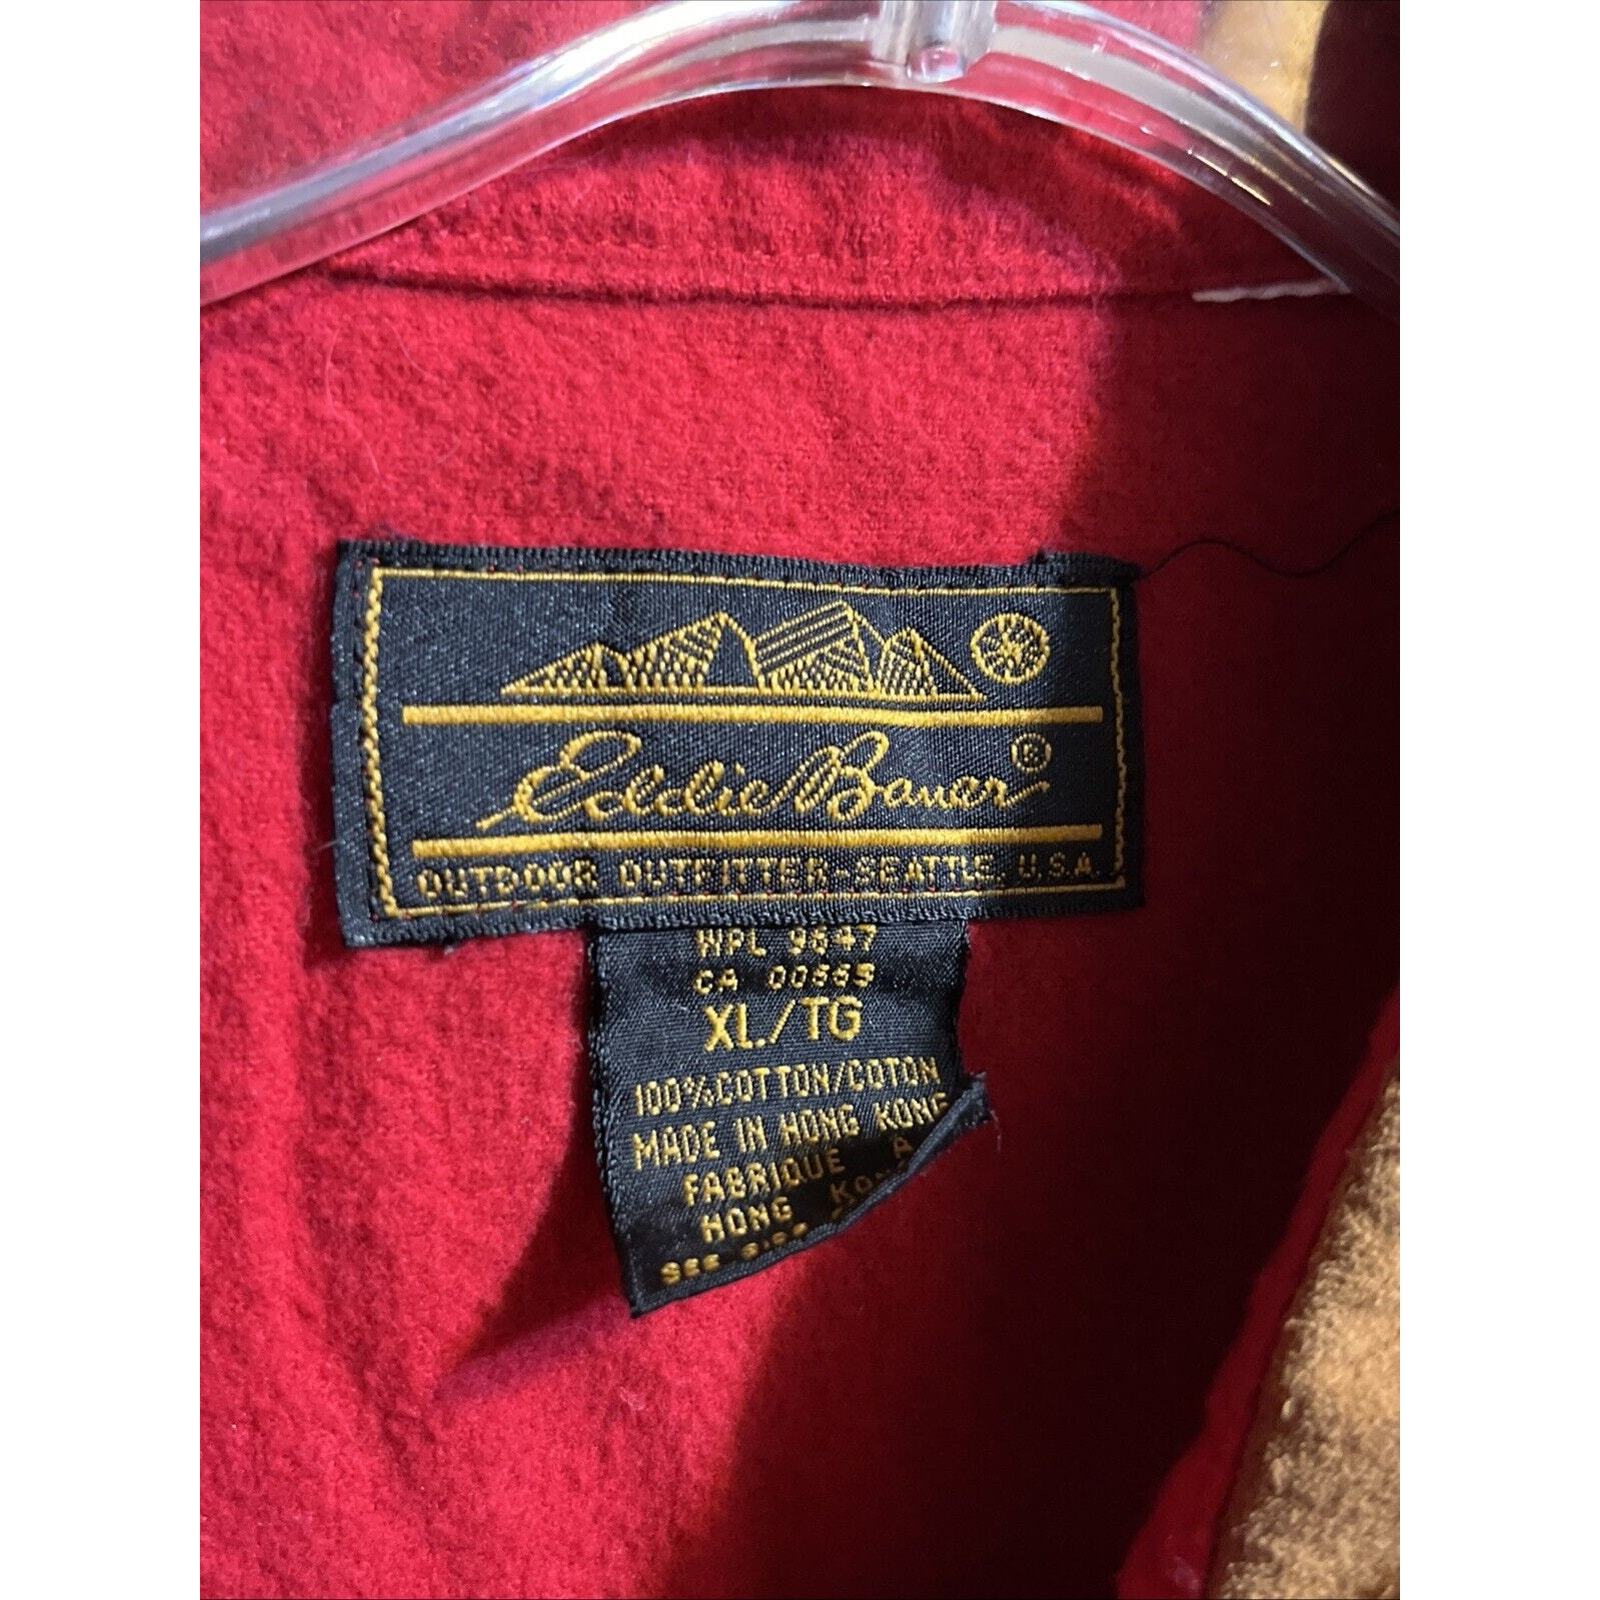 Eddie Bauer®
OUTDOOR OUTFITTER-SEATTLE, U.S.A.
WPL 9647
CA 00665
XL/TG
100% COTTON/COTON
MADE IN HONG KONG
FABRIQUE A
HONG
SEE